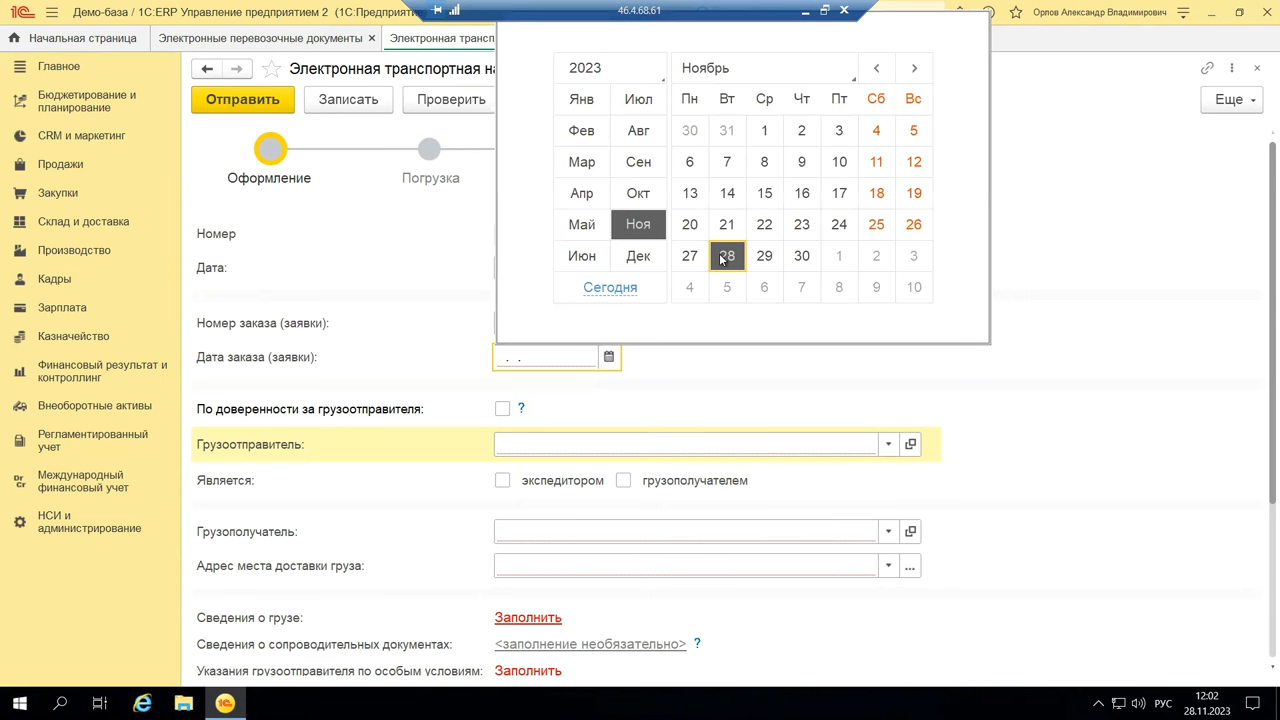 Демо-база / 1C:ERP Управление предприятием 2 (1С:Предприятие
46.4.68.61
Орлов Александр Владимирович
Начальная страница
Электронные перевозочные документы ×
Электронная трансп
Главное
Бюджетирование и
планирование
CRM и маркетинг
Продажи
Закупки
Склад и доставка
Производство
Кадры
Зарплата
Казначейство
Финансовый результат и
контроллинг
Внеоборотные активы
Регламентированный
учет
Международный
финансовый учет
НСИ и
администрирование
Электронная транспортная на
Отправить
Записать
Проверить
Еще
Оформление
Погрузка
Номер
Дата:
Номер заказа (заявки):
Дата заказа (заявки):
. .
2023
Ноябрь
Янв Июл
Фев Авг
Мар Сен
Апр Окт
Май Ноя
Июн Дек
Сегодня
Пн Вт Ср Чт Пт Сб Вс
30 31 1 2 3 4 5
6 7 8 9 10 11 12
13 14 15 16 17 18 19
20 21 22 23 24 25 26
27 28 29 30 1 2 3
4 5 6 7 8 9 10
По доверенности за грузоотправителя: ?
Грузоотправитель:
Является: экспедитором грузополучателем
Грузополучатель:
Адрес места доставки груза: ...
Сведения о грузе: Заполнить
Сведения о сопроводительных документах: <заполнение необязательно> ?
Указания грузоотправителя по особым условиям: Заполнить
РУС
12:02
28.11.2023